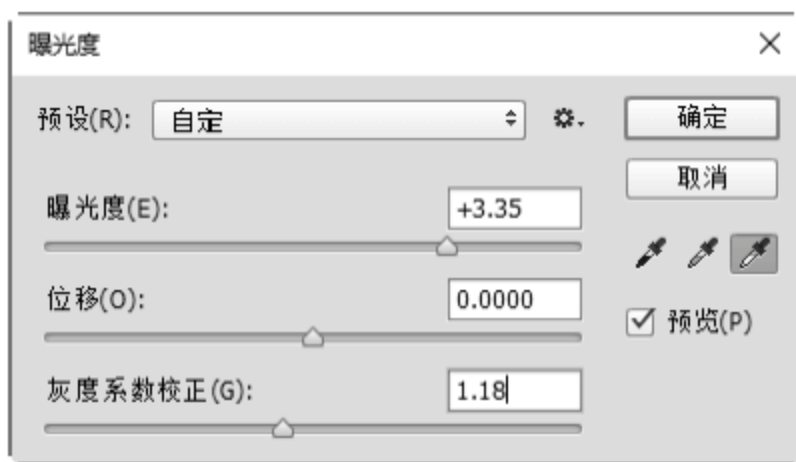 曝光度
预设(R): 自定
确定
取消
曝光度(E): +3.35
位移(O): 0.0000
预览(P)
灰度系数校正(G): 1.18